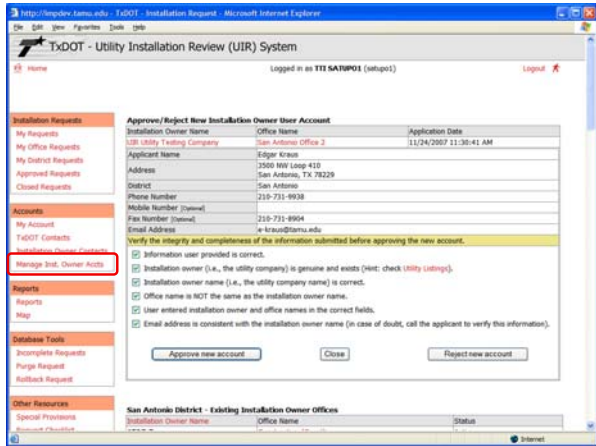 http://impdev.tamu.edu - TxDOT - Installation Request - Microsoft Internet Explorer
File Edit View Favorites Tools Help
TxDOT - Utility Installation Review (UIR) System
Home
Logged in as TTI SATUPO1 (satupo1)
Logout
Installation Requests
My Requests
My Office Requests
My District Requests
Approved Requests
Closed Requests
Accounts
My Account
TxDOT Contacts
Installation Owner Contacts
Manage Inst. Owner Accts
Reports
Reports
Map
Database Tools
Incomplete Requests
Purge Request
Rollback Request
Other Resources
Special Provisions
Request Checklist
Approve/Reject New Installation Owner User Account
Installation Owner Name Office Name Application Date
UIR Utility Testing Company San Antonio Office 2 11/24/2007 11:30:41 AM
Applicant Name Edgar Kraus
Address 3500 NW Loop 410
San Antonio, TX 78229
District San Antonio
Phone Number 210-731-9938
Mobile Number [Optional]
Fax Number [Optional] 210-731-8904
Email Address e-kraus@tamu.edu
Verify the integrity and completeness of the information submitted before approving the new account.
Information user provided is correct.
Installation owner (i.e., the utility company) is genuine and exists (Hint: check Utility Listings).
Installation owner name (i.e., the utility company name) is correct.
Office name is NOT the same as the installation owner name.
User entered installation owner and office names in the correct fields.
Email address is consistent with the installation owner name (in case of doubt, call the applicant to verify this information).
Approve new account Close Reject new account
San Antonio District - Existing Installation Owner Offices
Installation Owner Name Office Name Status
Internet